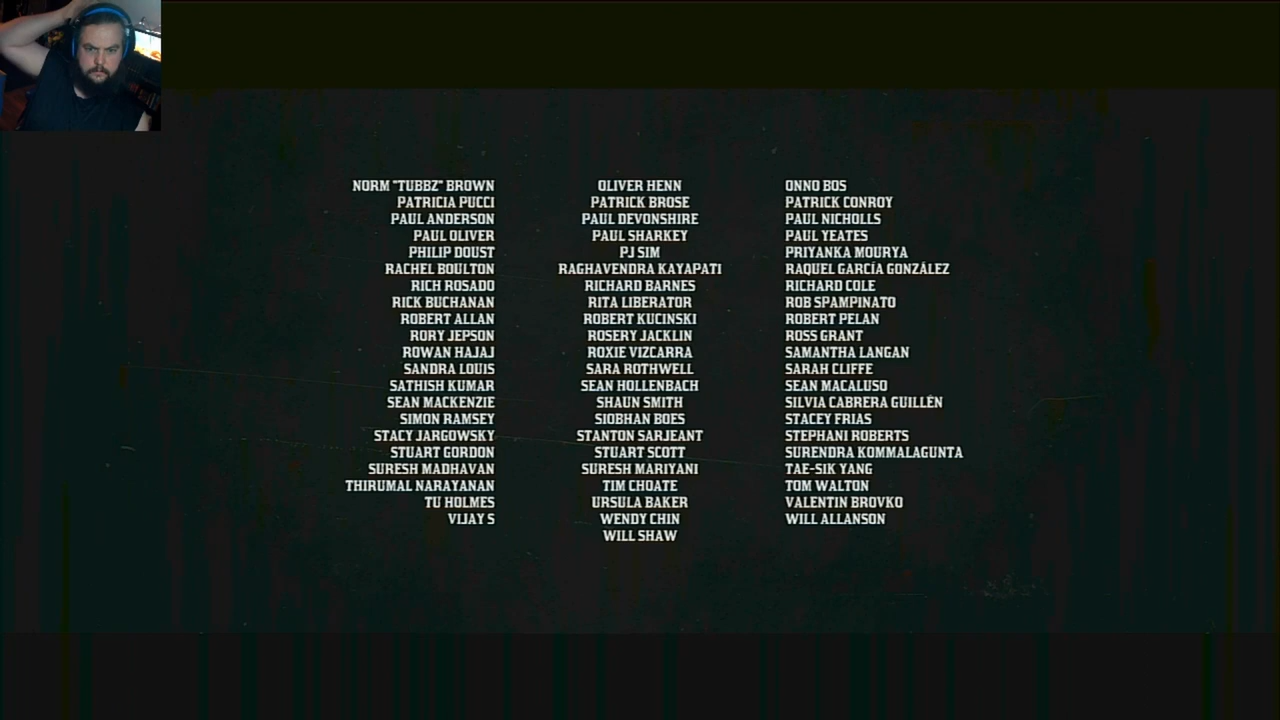 NORM "TUBBZ" BROWN OLIVER HENN ONNO BOS
PATRICIA PUCCI PATRICK BROSE PATRICK CONROY
PAUL ANDERSON PAUL DEVONSHIRE PAUL NICHOLLS
PAUL OLIVER PAUL SHARKEY PAUL YEATES
PHILIP DOUST PJ SIM PRIYANKA MOURYA
RACHEL BOULTON RAGHAVENDRA KAYAPATI RAQUEL GARCÍA GONZÁLEZ
RICH ROSADO RICHARD BARNES RICHARD COLE
RICK BUCHANAN RITA LIBERATOR ROB SPAMPINATO
ROBERT ALLAN ROBERT KUCINSKI ROBERT PELAN
RORY JEPSON ROSERY JACKLIN ROSS GRANT
ROWAN HAJAJ ROXIE VIZCARRA SAMANTHA LANGAN
SANDRA LOUIS SARA ROTHWELL SARAH CLIFFE
SATHISH KUMAR SEAN HOLLENBACH SEAN MACALUSO
SEAN MACKENZIE SHAUN SMITH SILVIA CABRERA GUILLÉN
SIMON RAMSEY SIOBHAN BOES STACEY FRIAS
STACY JARGOWSKY STANTON SARJEANT STEPHANI ROBERTS
STUART GORDON STUART SCOTT SURENDRA KOMMALAGUNTA
SURESH MADHAVAN SURESH MARIYANI TAE-SIK YANG
THIRUMAL NARAYANAN TIM CHOATE TOM WALTON
TU HOLMES URSULA BAKER VALENTIN BROVKO
VIJAY S WENDY CHIN WILL ALLANSON
WILL SHAW